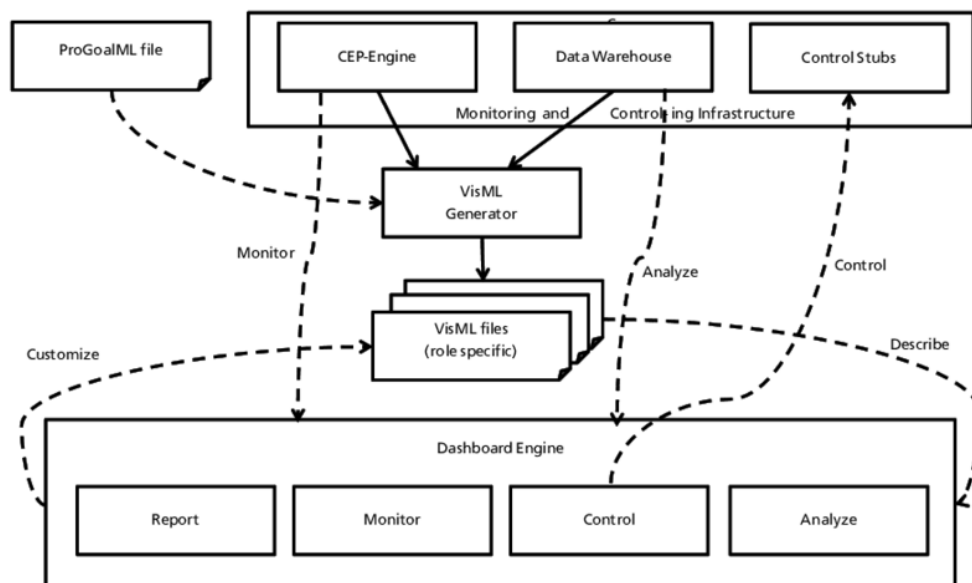 ProGoalML file
CEP-Engine
Data Warehouse
Control Stubs
Monitoring and Control-ing Infrastructure
VisML
Generator
Monitor
Analyze
Control
VisML files
(role specific)
Customize
Describe
Dashboard Engine
Report
Monitor
Control
Analyze